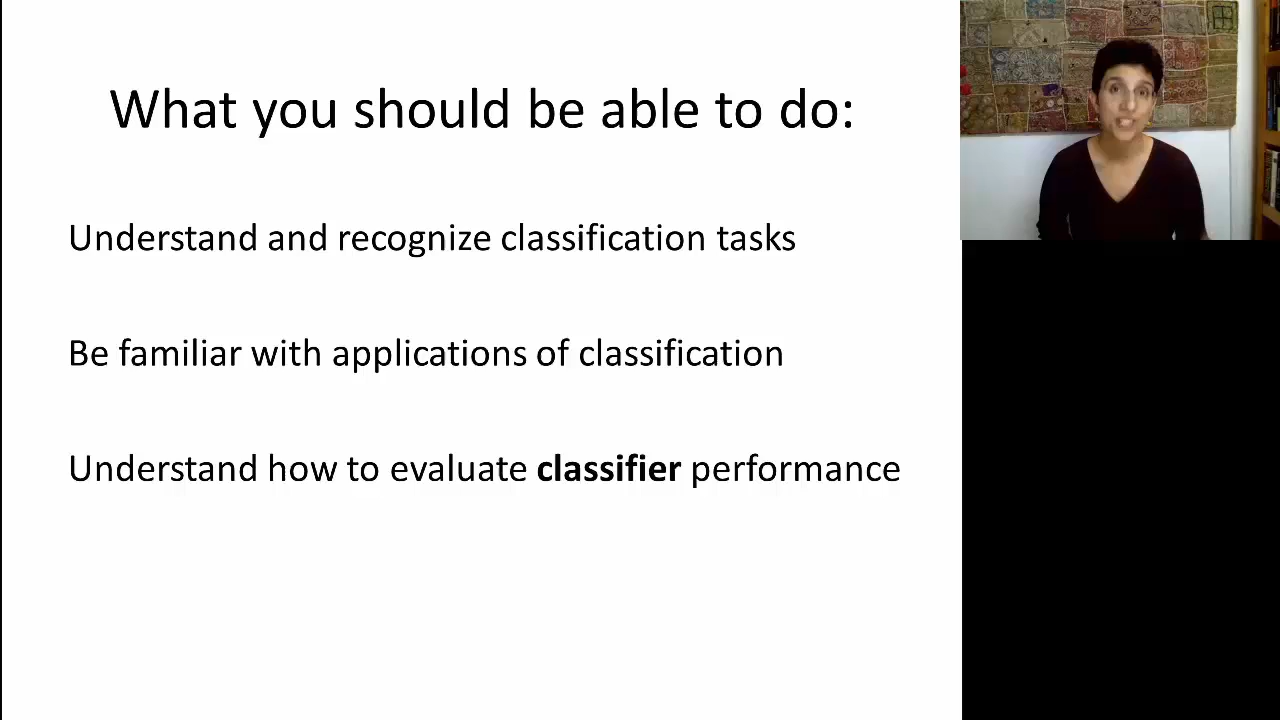 What you should be able to do:
Understand and recognize classification tasks
Be familiar with applications of classification
Understand how to evaluate classifier performance